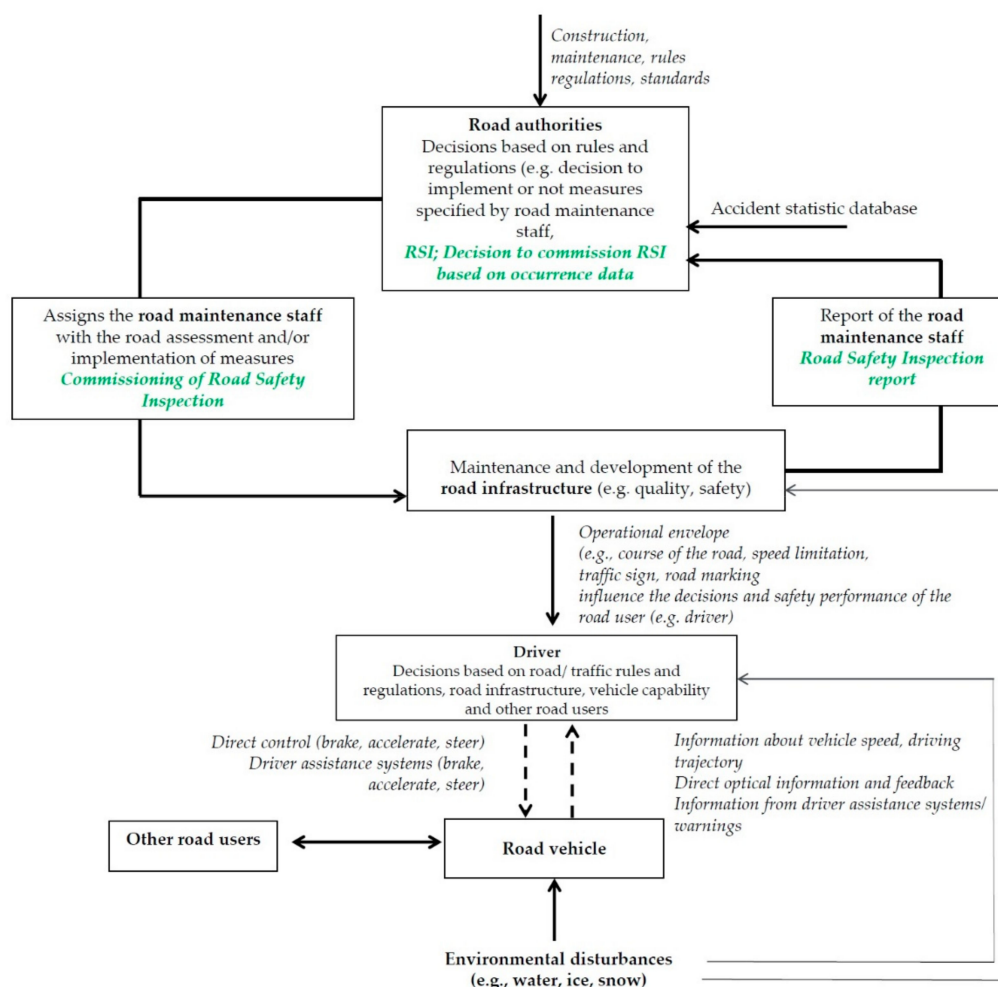 Construction,
maintenance, rules
regulations, standards
Road authorities
Decisions based on rules and
regulations (e.g. decision to
implement or not measures
specified by road maintenance
staff,
RSI; Decision to commission RSI
based on occurrence data
Accident statistic database
Assigns the road maintenance staff
with the road assessment and/or
implementation of measures
Commissioning of Road Safety
Inspection
Report of the road
maintenance staff
Road Safety Inspection
report
Maintenance and development of the
road infrastructure (e.g. quality, safety)
Operational envelope
(e.g., course of the road, speed limitation,
traffic sign, road marking
influence the decisions and safety performance of the
road user (e.g. driver)
Driver
Decisions based on road/ traffic rules and
regulations, road infrastructure, vehicle capability
and other road users
Direct control (brake, accelerate, steer)
Driver assistance systems (brake,
accelerate, steer)
Information about vehicle speed, driving
trajectory
Direct optical information and feedback
Information from driver assistance systems/
warnings
Other road users
Road vehicle
Environmental disturbances
(e.g., water, ice, snow)